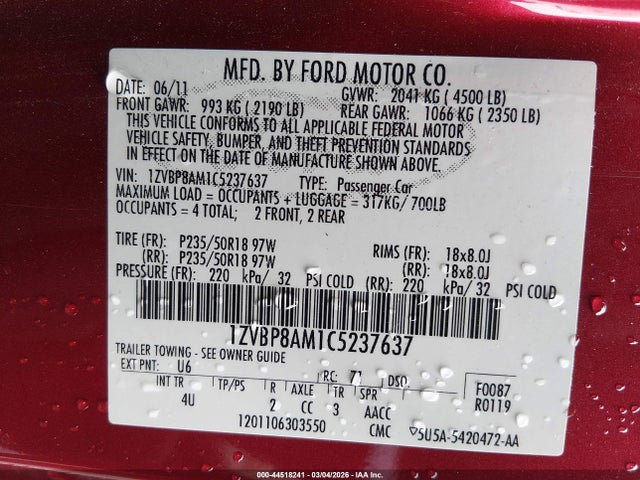 MFD. BY FORD MOTOR CO.
DATE: 06/11 GVWR: 2041 KG ( 4500 LB)
FRONT GAWR: 993 KG ( 2190 LB) REAR GAWR: 1066 KG ( 2350 LB)
THIS VEHICLE CONFORMS TO ALL APPLICABLE FEDERAL MOTOR
VEHICLE SAFETY, BUMPER, AND THEFT PREVENTION STANDARDS
IN EFFECT ON THE DATE OF MANUFACTURE SHOWN ABOVE.
VIN: 1ZVBP8AM1C5237637 TYPE: Passenger Car
MAXIMUM LOAD = OCCUPANTS + LUGGAGE = 317KG/ 700LB
OCCUPANTS = 4 TOTAL; 2 FRONT, 2 REAR
TIRE (FR): P235/50R18 97W RIMS (FR): 18x8.0J
(RR): P235/50R18 97W (RR): 18x8.0J
PRESSURE (FR): 220 kPa/ 32 PSI COLD (RR): 220 kPa/ 32 PSI COLD
1ZVBP8AM1C5237637
TRAILER TOWING - SEE OWNER GUIDE
EXT PNT: U6 RC: 71 DSO: F0087
INT TR TP/PS R AXLE TR SPR R0119
4U 2 CC 3 AACC
1201106303550 CMC 5U5A-5420472-AA
000-44518241 - 03/04/2026 - IAA, Inc.